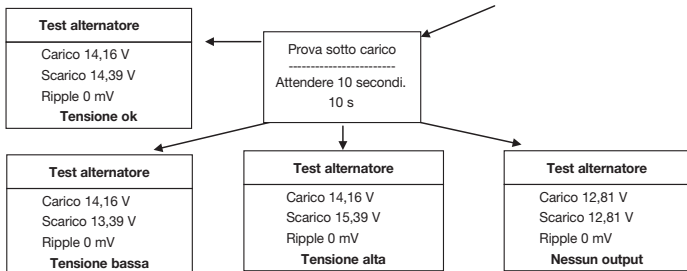 Test alternatore
Carico 14,16 V
Scarico 14,39 V
Ripple 0 mV
Tensione ok
Prova sotto carico
------------------------
Attendere 10 secondi.
10 s
Test alternatore
Carico 14,16 V
Scarico 13,39 V
Ripple 0 mV
Tensione bassa
Test alternatore
Carico 14,16 V
Scarico 15,39 V
Ripple 0 mV
Tensione alta
Test alternatore
Carico 12,81 V
Scarico 12,81 V
Ripple 0 mV
Nessun output